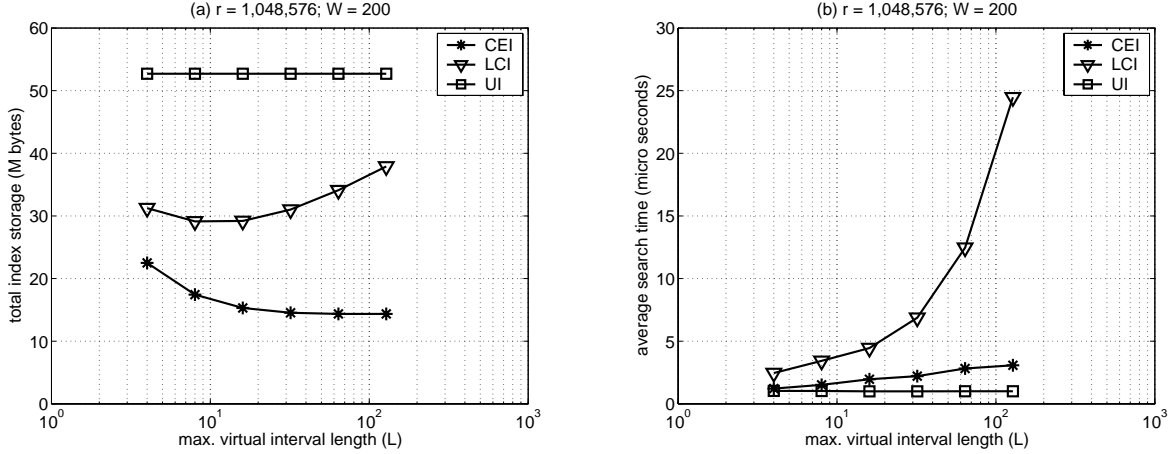 (a) r = 1,048,576; W = 200
60
50
40
30
20
10
0
10^0
10^1
10^2
10^3
total index storage (M bytes)
max. virtual interval length (L)
CEI
LCI
UI
(b) r = 1,048,576; W = 200
30
25
20
15
10
5
0
10^0
10^1
10^2
10^3
average search time (micro seconds)
max. virtual interval length (L)
CEI
LCI
UI